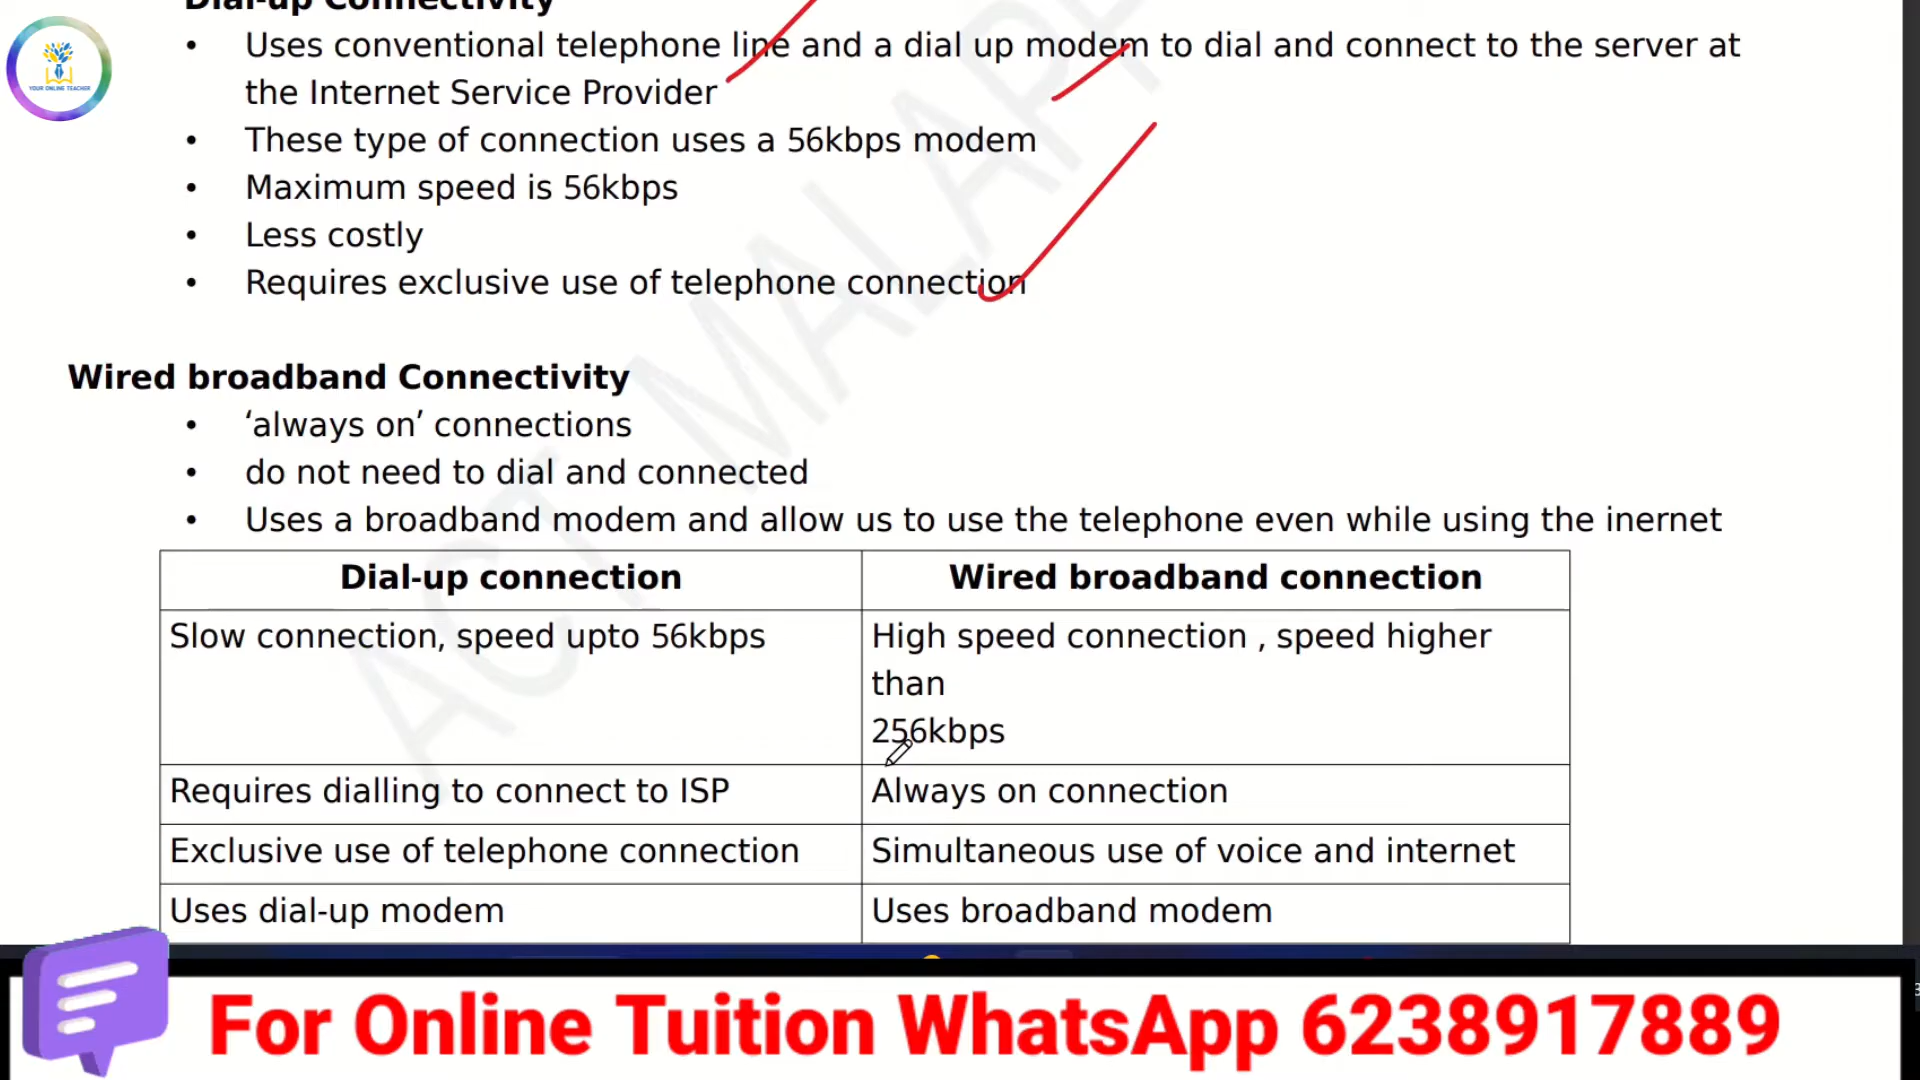 Dial-up Connectivity
YOUR ONLINE TEACHER
• Uses conventional telephone line and a dial up modem to dial and connect to the server at
the Internet Service Provider
• These type of connection uses a 56kbps modem
• Maximum speed is 56kbps
• Less costly
• Requires exclusive use of telephone connection
Wired broadband Connectivity
• ‘always on’ connections
• do not need to dial and connected
• Uses a broadband modem and allow us to use the telephone even while using the inernet
Dial-up connection
Wired broadband connection
Slow connection, speed upto 56kbps
High speed connection , speed higher
than
256kbps
Requires dialling to connect to ISP
Always on connection
Exclusive use of telephone connection
Simultaneous use of voice and internet
Uses dial-up modem
Uses broadband modem
For Online Tuition WhatsApp 6238917889